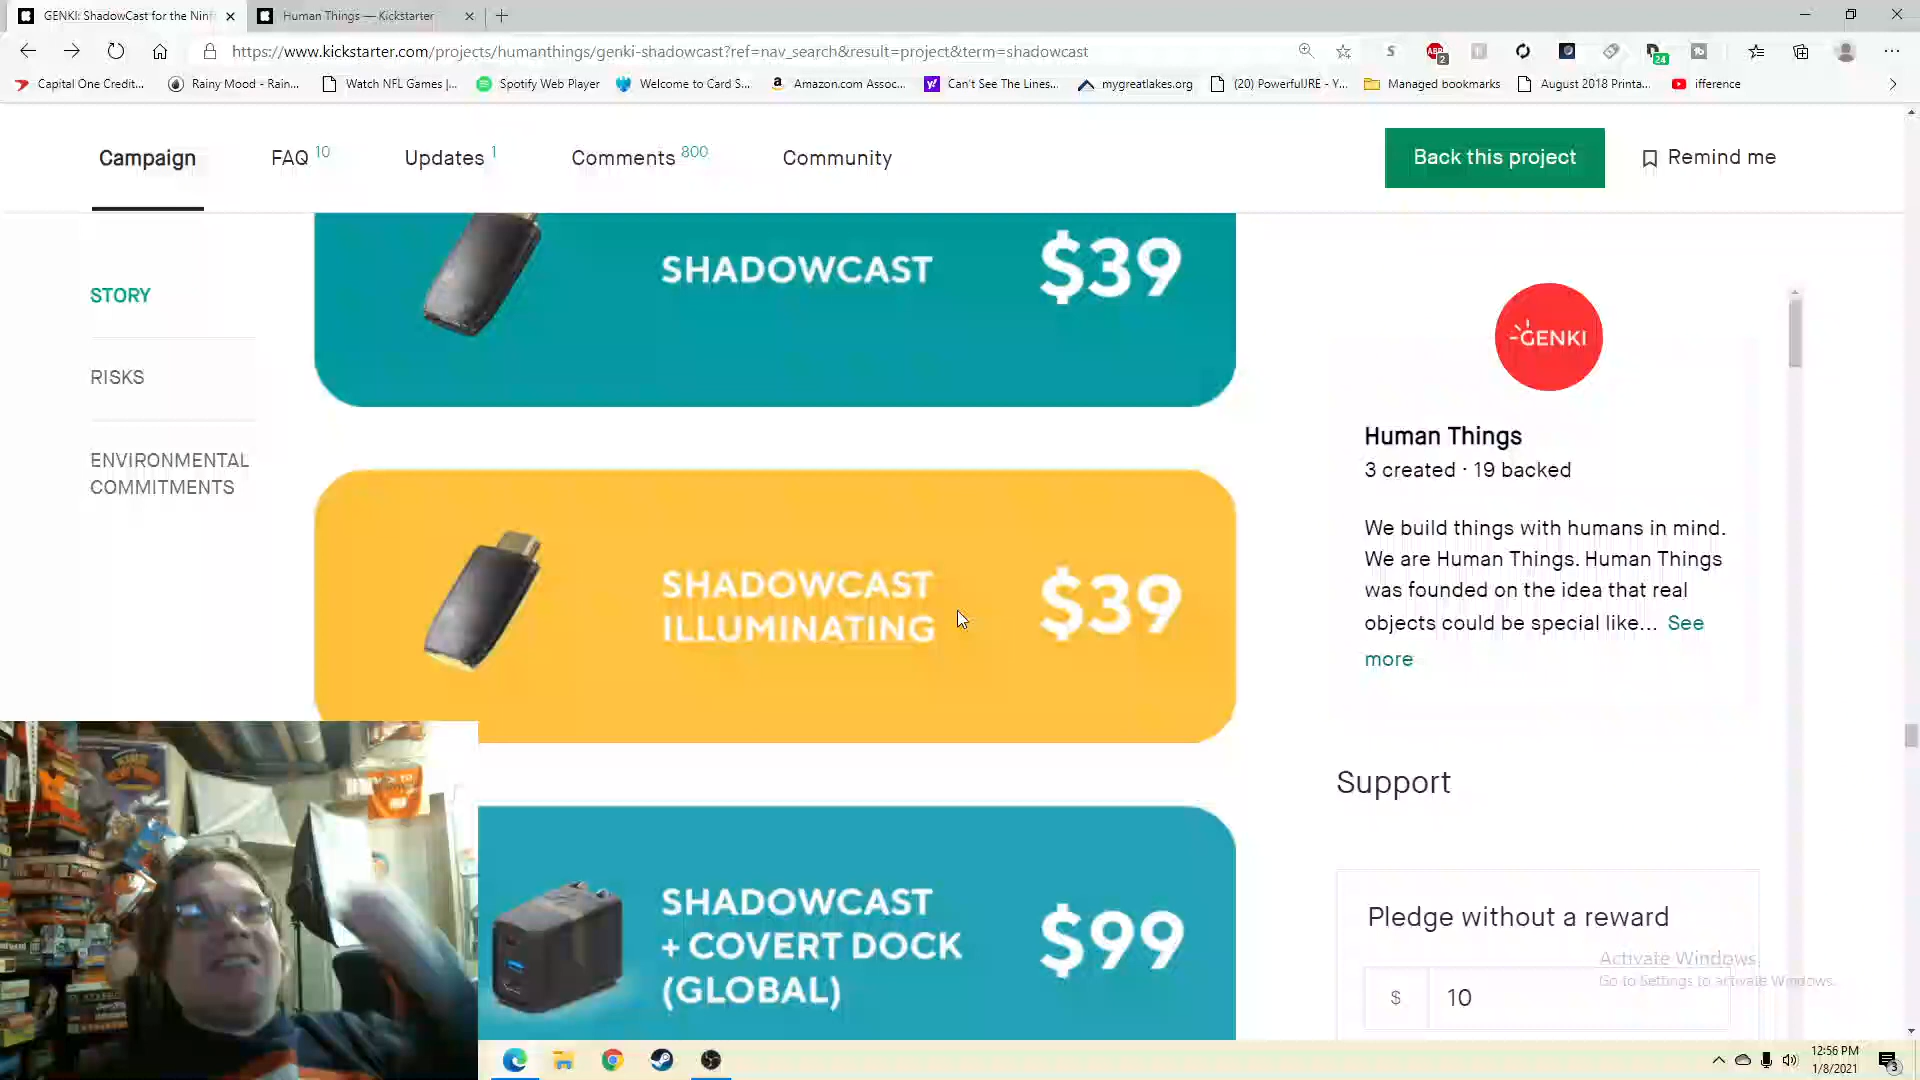 GENKI: ShadowCast for the Nin
Human Things — Kickstarter
https://www.kickstarter.com/projects/humanthings/genki-shadowcast?ref=nav_search&result=project&term=shadowcast
ABP
2
24
Capital One Credit...
Rainy Mood - Rain...
Watch NFL Games |...
Spotify Web Player
Welcome to Card S...
Amazon.com Assoc...
Can't See The Lines...
mygreatlakes.org
(20) PowerfulJRE - Y...
Managed bookmarks
August 2018 Printa...
ifference
Campaign
FAQ 10
Updates 1
Comments 800
Community
Back this project
Remind me
STORY
RISKS
ENVIRONMENTAL
COMMITMENTS
SHADOWCAST
$39
SHADOWCAST
ILLUMINATING
$39
SHADOWCAST
+ COVERT DOCK
(GLOBAL)
$99
GENKI
Human Things
3 created · 19 backed
We build things with humans in mind.
We are Human Things. Human Things
was founded on the idea that real
objects could be special like... See
more
Support
Pledge without a reward
$ 10
Activate Windows
Go to Settings to activate Windows.
12:56 PM
1/8/2021
3